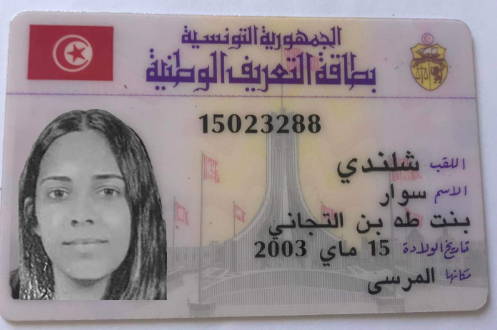 الجمهورية التونسية
بطاقة التعريف الوطنية
15023288
اللقب شلندي
الاسم سوار
بنت طه بن التجاني
تاريخ الولادة 15 ماي 2003
مكانها المرسى